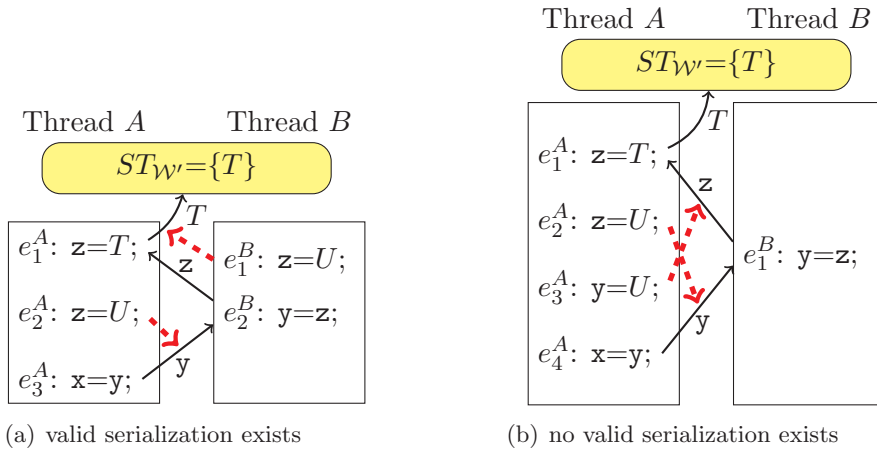 Thread A Thread B
ST_W′={T}
T
e_1^A: z=T;
e_1^B: z=U;
z
e_2^A: z=U;
e_2^B: y=z;
y
e_3^A: x=y;
(a) valid serialization exists
Thread A Thread B
ST_W′={T}
T
e_1^A: z=T;
z
e_2^A: z=U;
e_1^B: y=z;
e_3^A: y=U;
y
e_4^A: x=y;
(b) no valid serialization exists